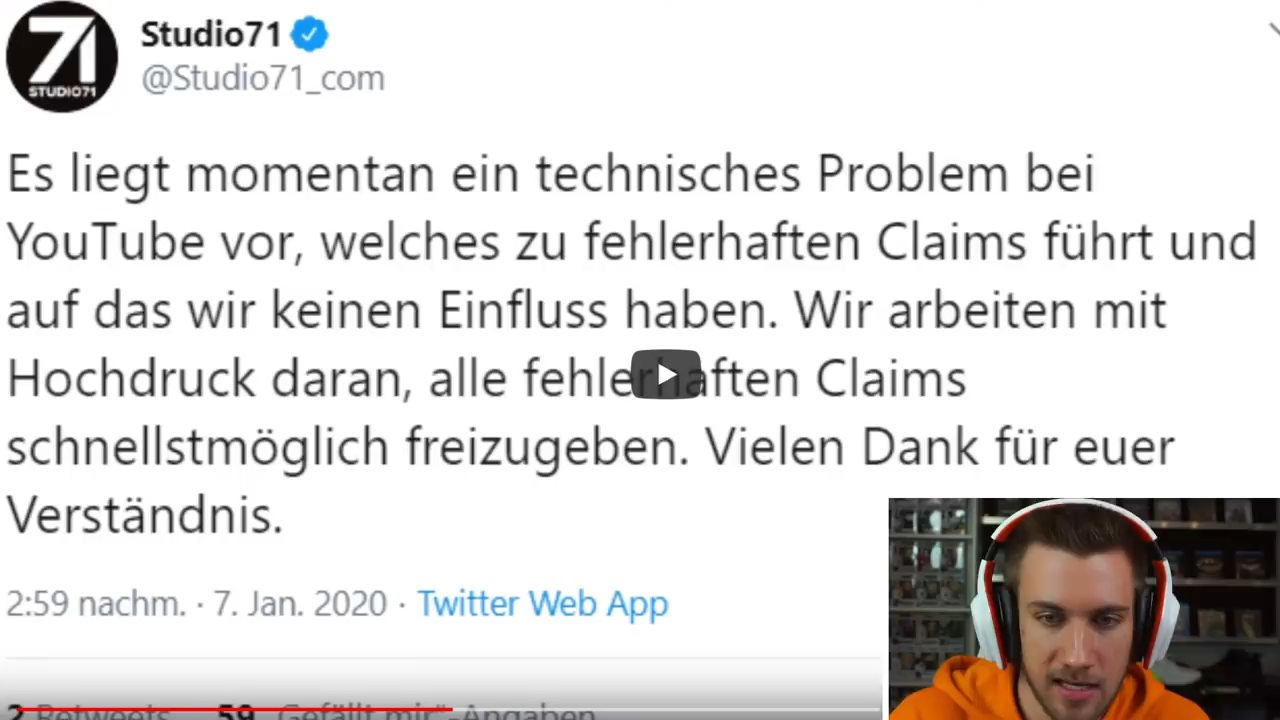 71
STUDIO71
Studio71
@Studio71_com
Es liegt momentan ein technisches Problem bei
YouTube vor, welches zu fehlerhaften Claims führt und
auf das wir keinen Einfluss haben. Wir arbeiten mit
Hochdruck daran, alle fehlerhaften Claims
schnellstmöglich freizugeben. Vielen Dank für euer
Verständnis.
2:59 nachm. · 7. Jan. 2020 · Twitter Web App
2 Retweets 59 „Gefällt mir“-Angaben